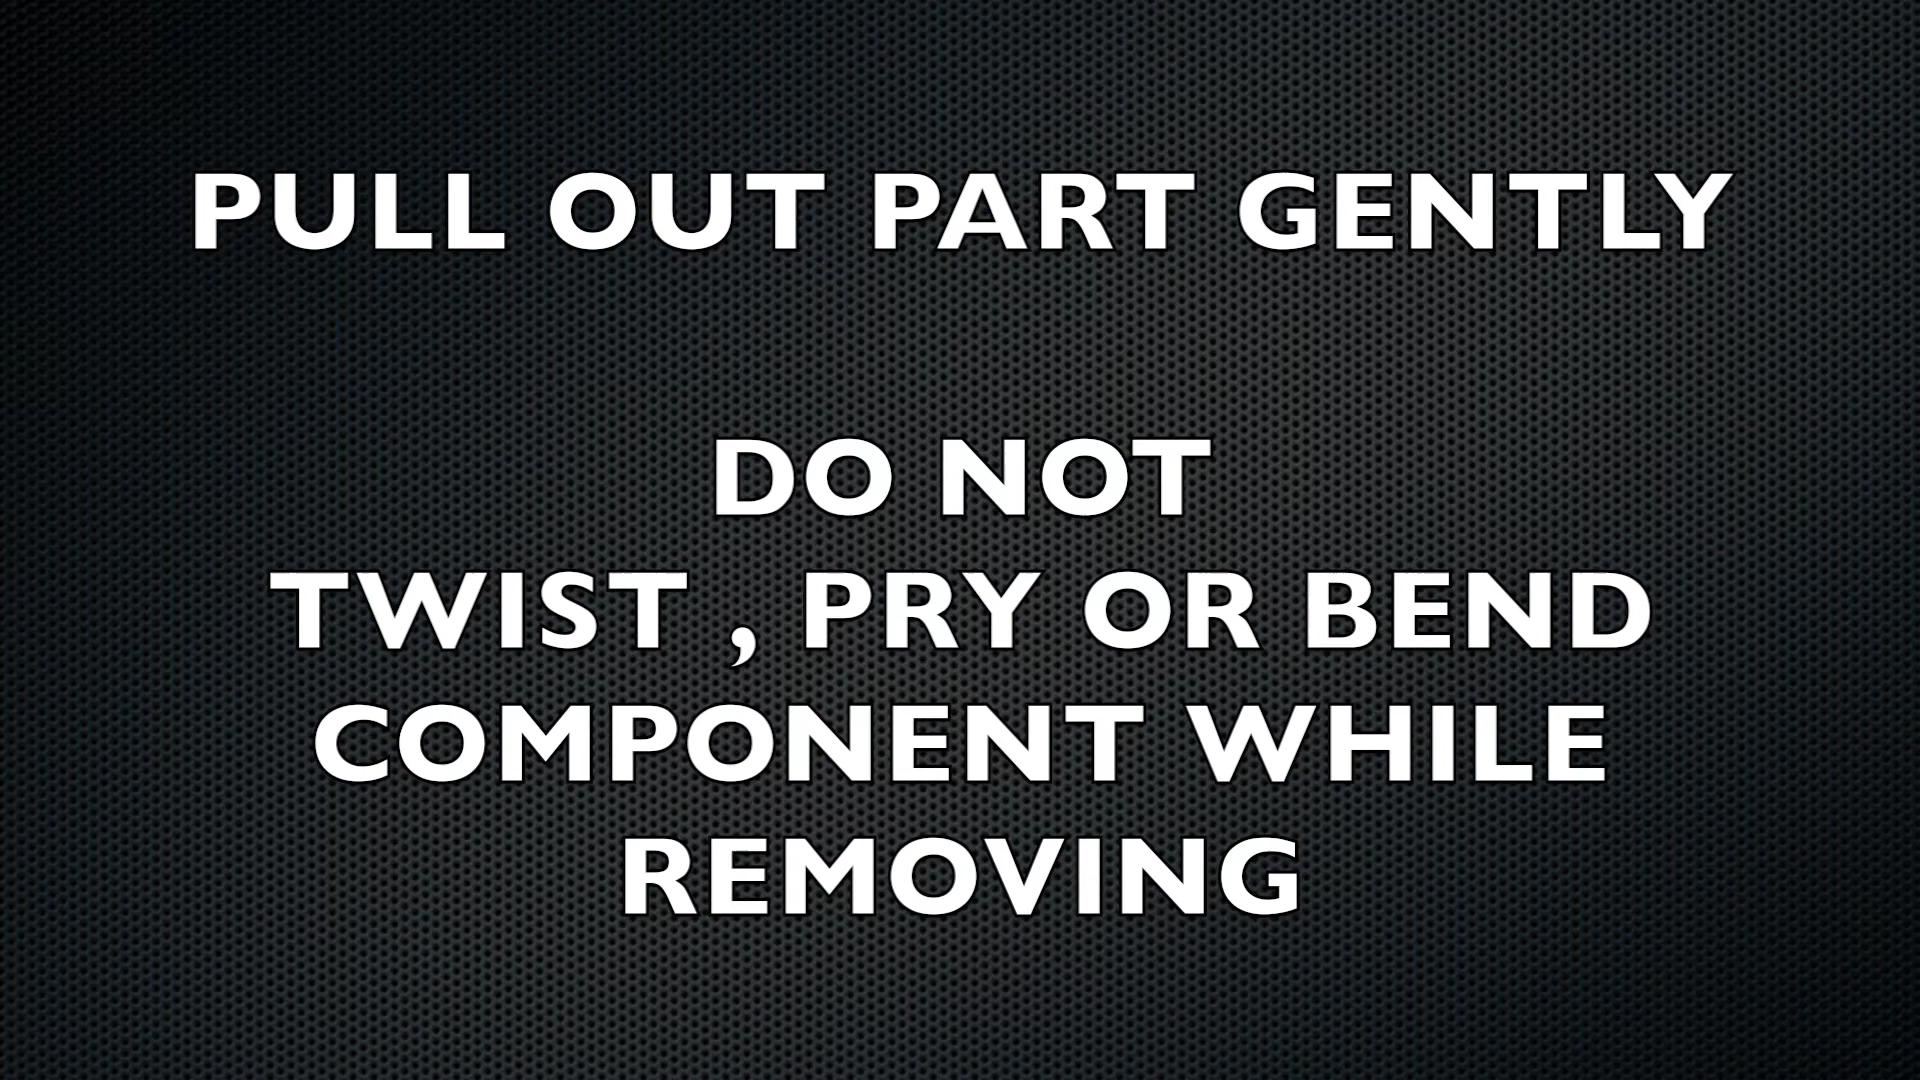 PULL OUT PART GENTLY
DO NOT
TWIST , PRY OR BEND
COMPONENT WHILE
REMOVING